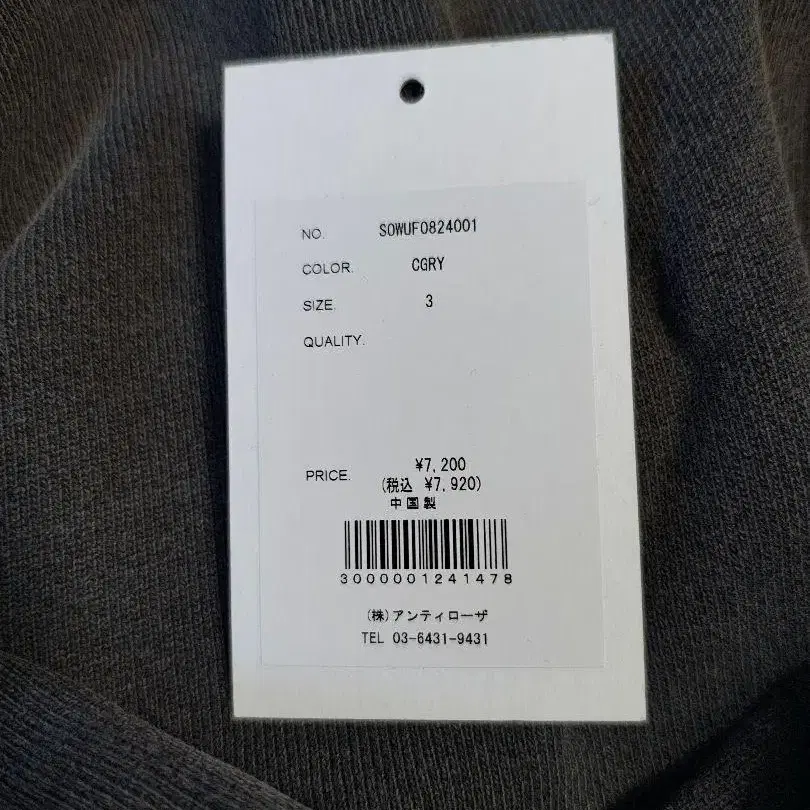 NO. SOWUF0824001
COLOR. CGRY
SIZE. 3
QUALITY.
PRICE. ¥7,200
(税込 ¥7,920)
中国製
3000001241478
(株)アンティローザ
TEL 03-6431-9431